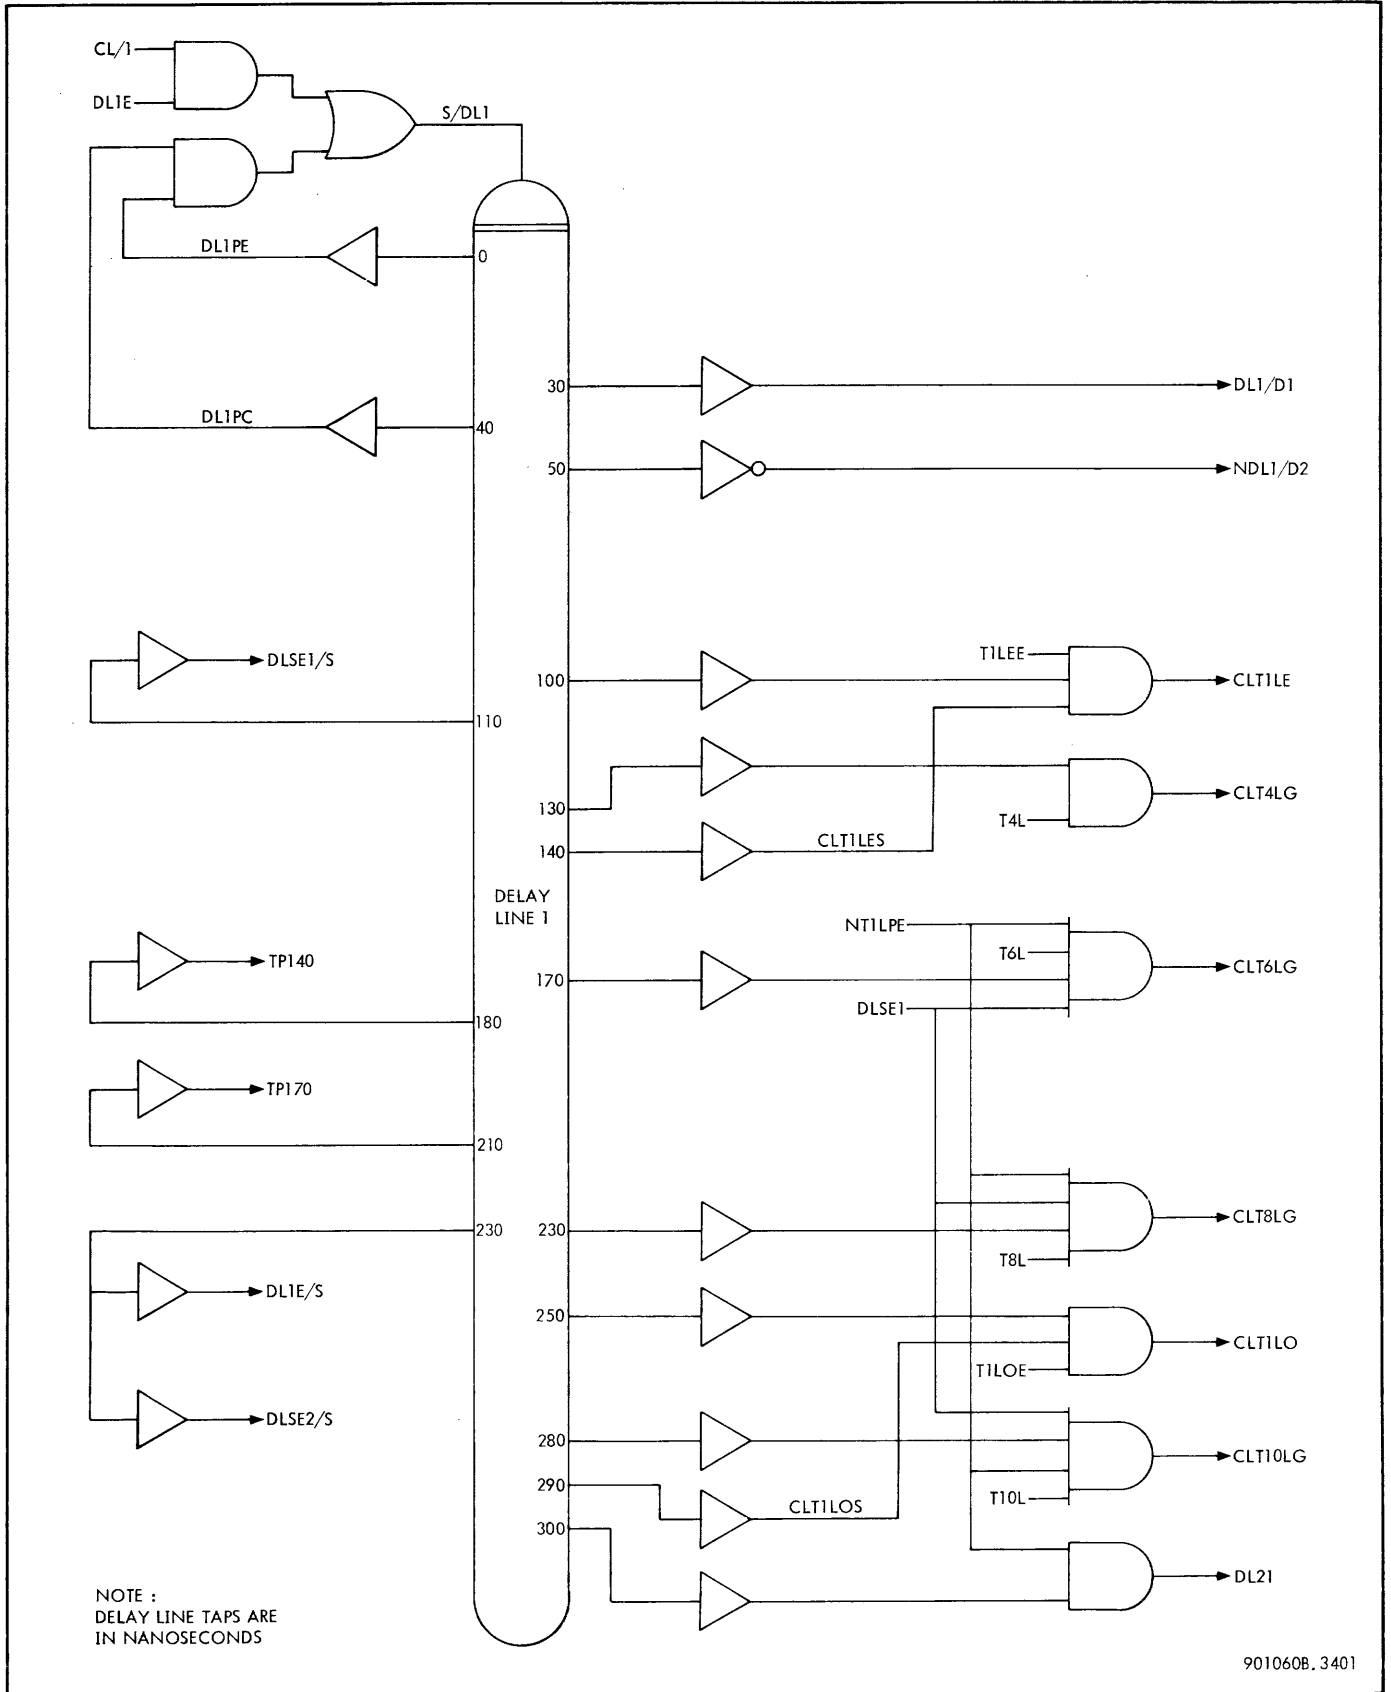 CL/1
DL1E
S/DL1
DL1PE
0
30
DL1/D1
DL1PC
40
50
NDL1/D2
DLSE1/S
T1LEE
100
CLT1LE
110
130
CLT4LG
T4L
140
CLT1LES
DELAY
LINE 1
NT1LPE
T6L
TP140
170
CLT6LG
DLSE1
180
TP170
210
230
230
CLT8LG
T8L
DL1E/S
250
CLT1LO
T1LOE
DLSE2/S
280
CLT10LG
290
T10L
CLT1LOS
300
DL21
NOTE :
DELAY LINE TAPS ARE
IN NANOSECONDS
901060B.3401